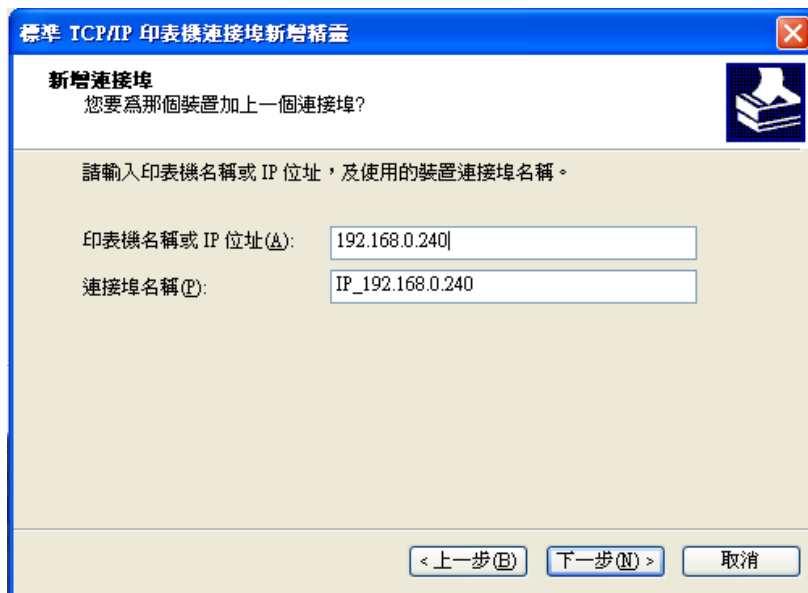 標準 TCP/IP 印表機連接埠新增精靈
新增連接埠
您要爲那個裝置加上一個連接埠?
請輸入印表機名稱或 IP 位址，及使用的裝置連接埠名稱。
印表機名稱或 IP 位址(A): 192.168.0.240
連接埠名稱(P): IP_192.168.0.240
< 上一步(B) 下一步(N) > 取消